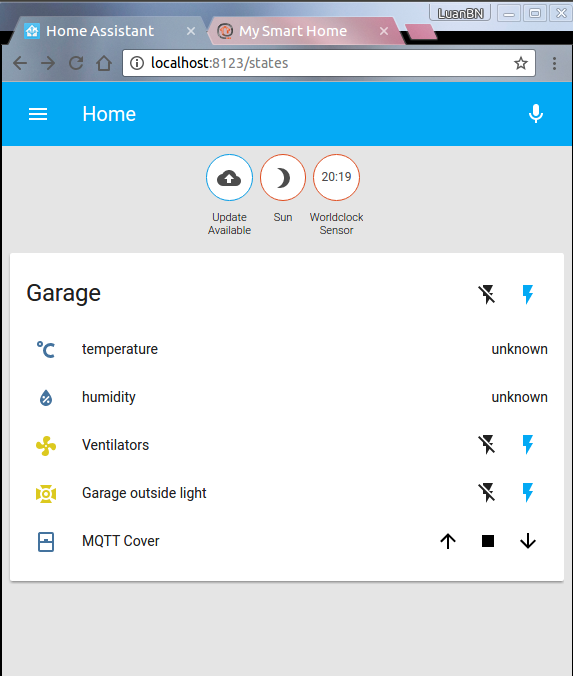 LuanBN
Home Assistant
My Smart Home
localhost:8123/states
Home
20:19
Update
Available
Sun
Worldclock
Sensor
Garage
°C
temperature
unknown
humidity
unknown
Ventilators
Garage outside light
MQTT Cover